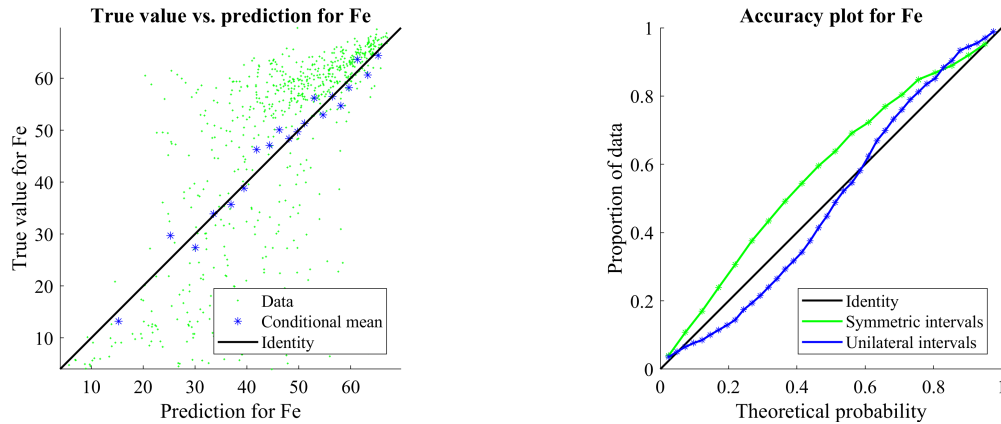 True value vs. prediction for Fe
True value for Fe
60
50
40
30
20
10
10 20 30 40 50 60
Prediction for Fe
Data
Conditional mean
Identity
Accuracy plot for Fe
Proportion of data
1
0.8
0.6
0.4
0.2
0
0 0.2 0.4 0.6 0.8 1
Theoretical probability
Identity
Symmetric intervals
Unilateral intervals